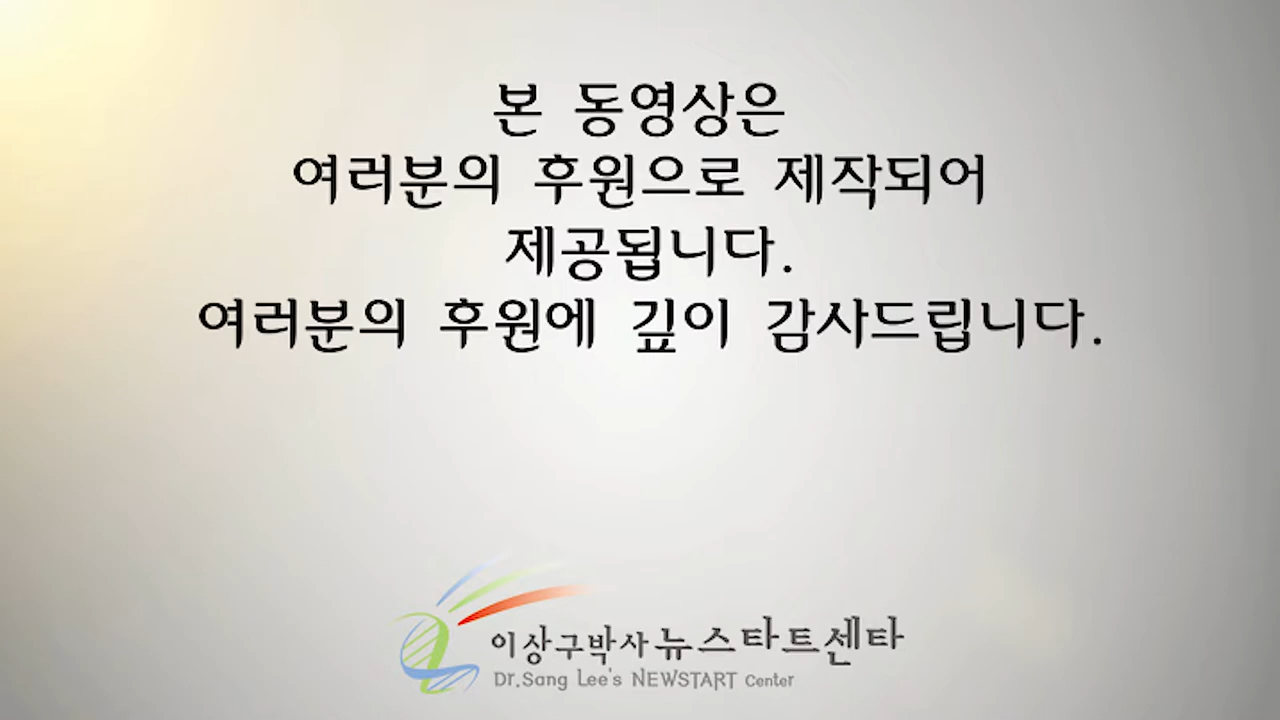 본 동영상은
여러분의 후원으로 제작되어
제공됩니다.
여러분의 후원에 깊이 감사드립니다.
이상구박사 뉴스타트센타
Dr.Sang Lee's NEWSTART Center